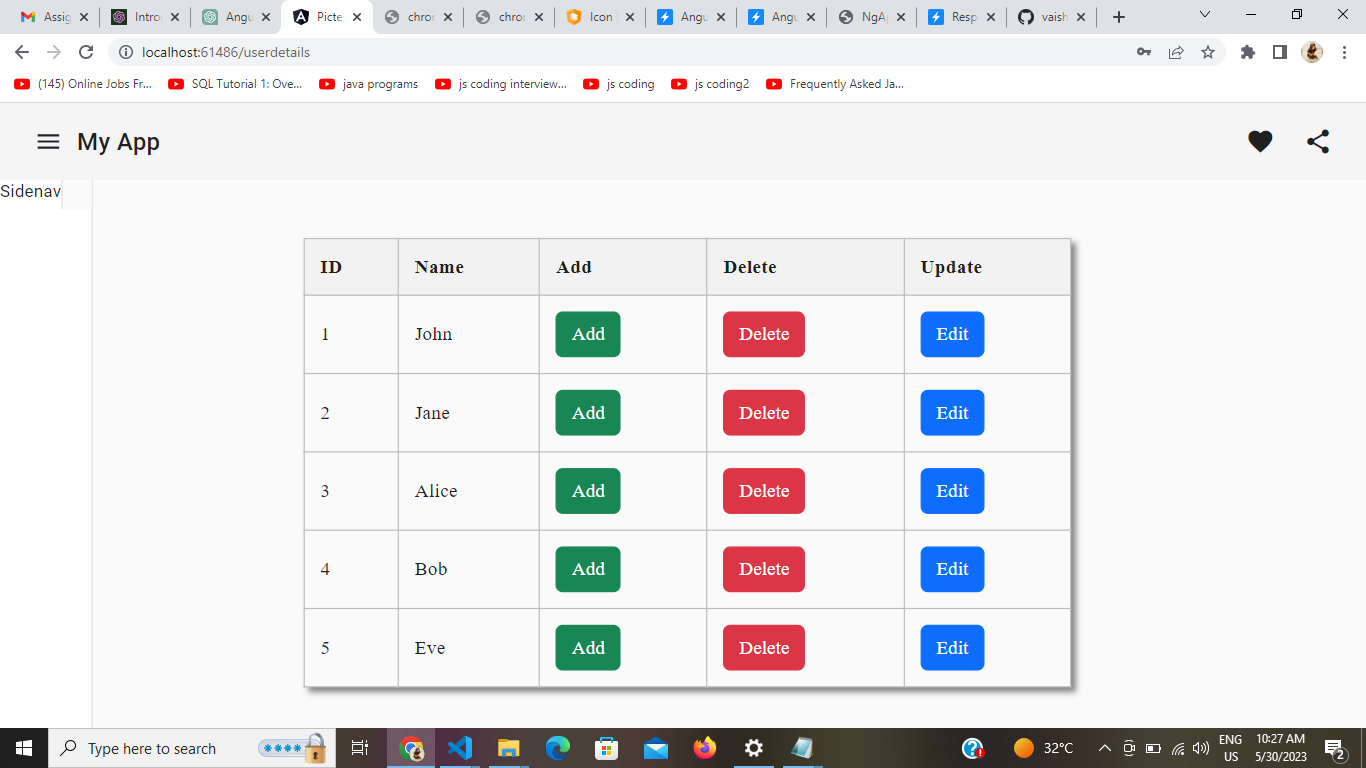 Assig Intro Angu Picte chron chron Icon Angu Angu NgAp Resp vaish
localhost:61486/userdetails
(145) Online Jobs Fr... SQL Tutorial 1: Ove... java programs js coding interview... js coding js coding2 Frequently Asked Ja...
My App
Sidenav
ID Name Add Delete Update
1 John Add Delete Edit
2 Jane Add Delete Edit
3 Alice Add Delete Edit
4 Bob Add Delete Edit
5 Eve Add Delete Edit
Type here to search 32°C ENG US 10:27 AM 5/30/2023 2